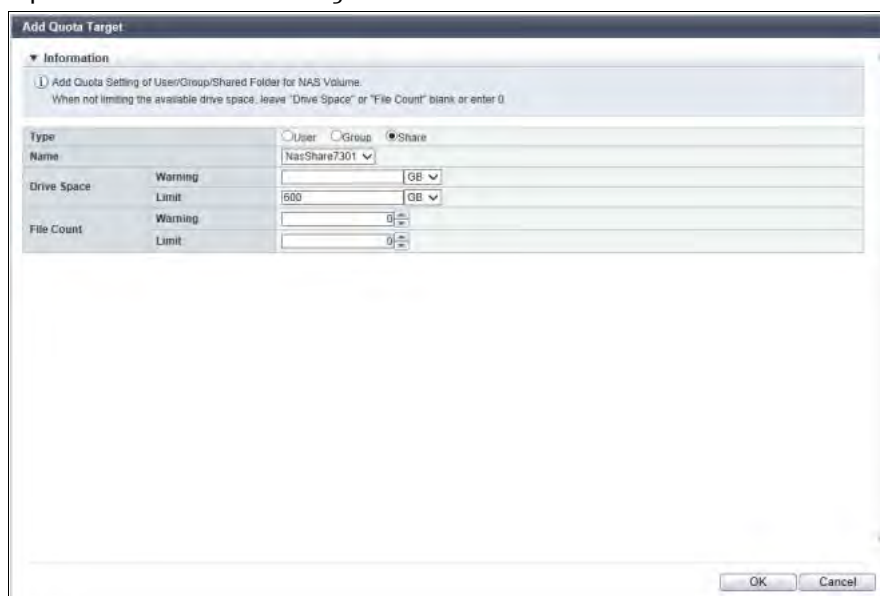 Add Quota Target
▼ Information
Add Quota Setting of User/Group/Shared Folder for NAS Volume.
When not limiting the available drive space, leave "Drive Space" or "File Count" blank or enter 0.
Type User Group Share
Name NasShare7301
Drive Space Warning GB
Limit 600 GB
File Count Warning 0
Limit 0
OK Cancel